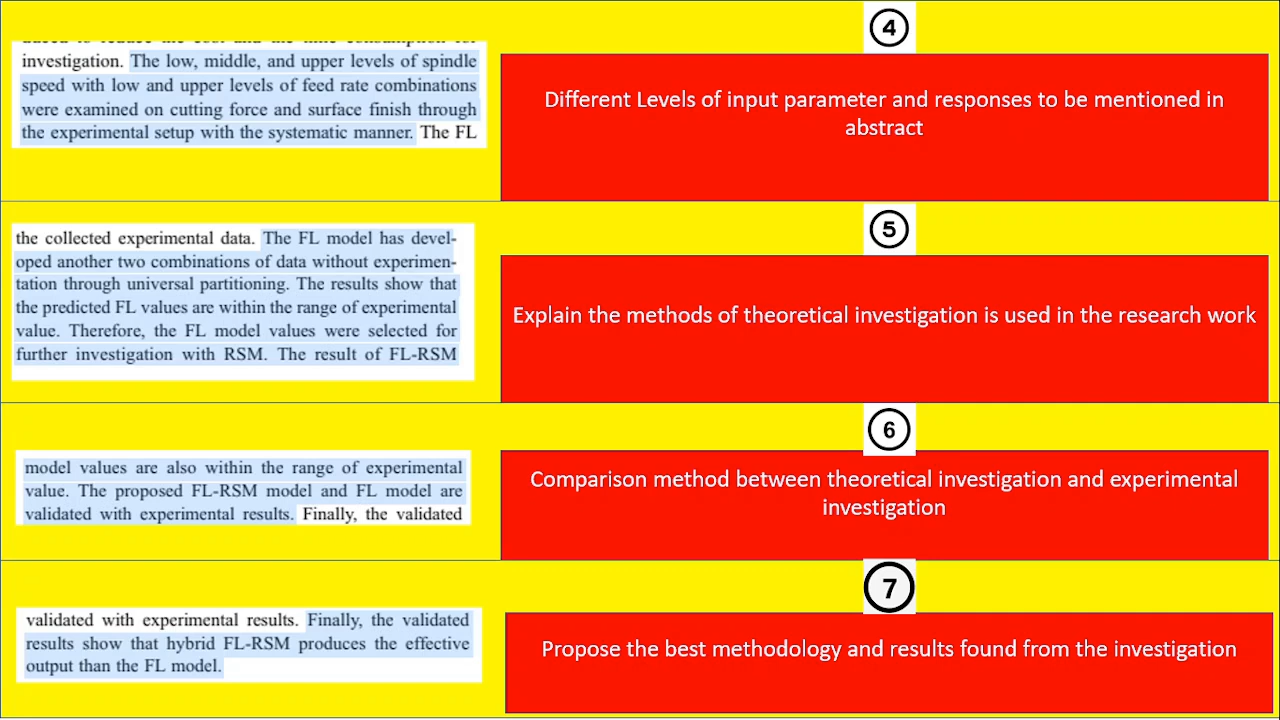 4
investigation. The low, middle, and upper levels of spindle
speed with low and upper levels of feed rate combinations
were examined on cutting force and surface finish through
the experimental setup with the systematic manner. The FL
Different Levels of input parameter and responses to be mentioned in
abstract
5
the collected experimental data. The FL model has devel-
oped another two combinations of data without experimen-
tation through universal partitioning. The results show that
the predicted FL values are within the range of experimental
value. Therefore, the FL model values were selected for
further investigation with RSM. The result of FL-RSM
Explain the methods of theoretical investigation is used in the research work
6
model values are also within the range of experimental
value. The proposed FL-RSM model and FL model are
validated with experimental results. Finally, the validated
Comparison method between theoretical investigation and experimental
investigation
7
validated with experimental results. Finally, the validated
results show that hybrid FL-RSM produces the effective
output than the FL model.
Propose the best methodology and results found from the investigation